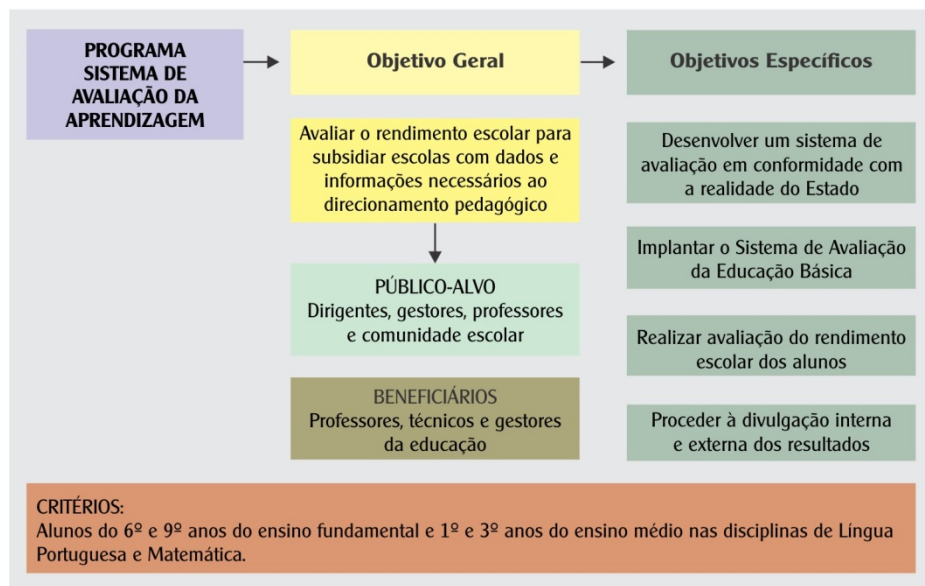 PROGRAMA
SISTEMA DE
AVALIAÇÃO DA
APRENDIZAGEM
Objetivo Geral
Avaliar o rendimento escolar para
subsidiar escolas com dados e
informações necessários ao
direcionamento pedagógico
PÚBLICO-ALVO
Dirigentes, gestores, professores
e comunidade escolar
BENEFICIÁRIOS
Professores, técnicos e gestores
da educação
Objetivos Específicos
Desenvolver um sistema de
avaliação em conformidade com
a realidade do Estado
Implantar o Sistema de Avaliação
da Educação Básica
Realizar avaliação do rendimento
escolar dos alunos
Proceder à divulgação interna
e externa dos resultados
CRITÉRIOS:
Alunos do 6º e 9º anos do ensino fundamental e 1º e 3º anos do ensino médio nas disciplinas de Língua
Portuguesa e Matemática.